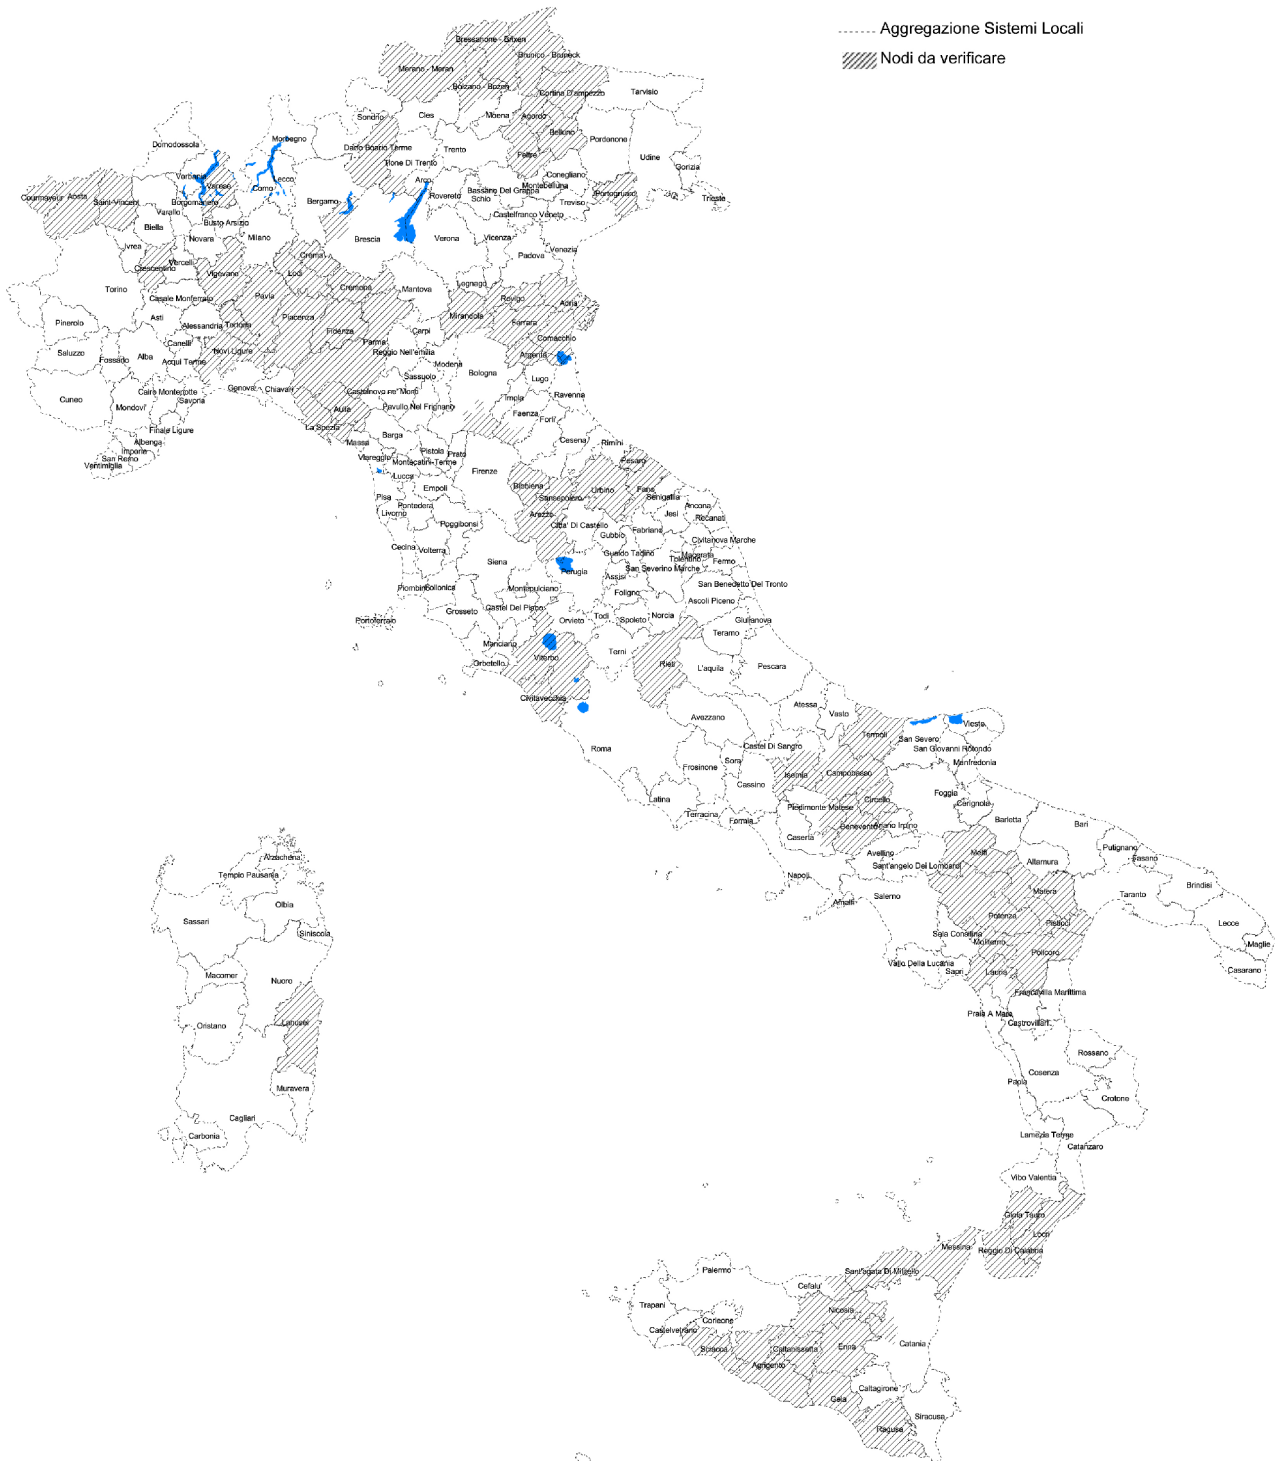 Aggregazione Sistemi Locali
Nodi da verificare
Bressanone - Brixen
Brunico - Bruneck
Merano - Meran
Bolzano - Bozen
Cortina D'ampezzo
Tarvisio
Sondrio
Cles
Moena
Agordo
Belluno
Pordenone
Morbegno
Domodossola
Darfo Boario Terme
Trento
Tione Di Trento
Feltre
Udine
Gorizia
Verbania
Varese
Como
Lecco
Arco
Conegliano
Montebelluna
Courmayeur
Aosta
Saint-Vincent
Borgomanero
Bergamo
Rovereto
Bassano Del Grappa
Schio
Treviso
Portogruaro
Trieste
Varallo
Busto Arsizio
Castelfranco Veneto
Biella
Novara
Milano
Brescia
Verona
Vicenza
Ivrea
Venezia
Padova
Crema
Vercelli
Crescentino
Vigevano
Lodi
Torino
Cremona
Mantova
Legnago
Rovigo
Adria
Casale Monferrato
Pavia
Piacenza
Mirandola
Ferrara
Pinerolo
Asti
Alessandria
Tortona
Fidenza
Carpi
Comacchio
Canelli
Parma
Saluzzo
Fossano
Alba
Acqui Terme
Novi Ligure
Reggio Nell'emilia
Argenta
Modena
Bologna
Sassuolo
Lugo
Cuneo
Cairo Montenotte
Genova
Chiavari
Castelnovo ne' Monti
Imola
Ravenna
Mondovi'
Savona
Aulla
Pavullo Nel Frignano
Faenza
Forli'
Finale Ligure
La Spezia
Albenga
Massa
Barga
Cesena
Rimini
Imperia
San Remo
Ventimiglia
Pistoia
Prato
Viareggio
Montecatini-Terme
Firenze
Pesaro
Lucca
Bibbiena
Urbino
Fano
Pisa
Empoli
Sansepolcro
Senigallia
Pontedera
Livorno
Arezzo
Ancona
Jesi
Recanati
Poggibonsi
Citta' Di Castello
Gubbio
Fabriano
Civitanova Marche
Cecina
Volterra
Gualdo Tadino
Macerata
Tolentino
Fermo
Siena
Perugia
Assisi
San Severino Marche
Piombino
Follonica
Montepulciano
San Benedetto Del Tronto
Foligno
Grosseto
Castel Del Piano
Ascoli Piceno
Portoferraio
Orvieto
Todi
Spoleto
Norcia
Giulianova
Teramo
Manciano
Orbetello
Viterbo
Terni
Rieti
L'aquila
Pescara
Civitavecchia
Atessa
Vasto
Avezzano
Termoli
Vieste
San Severo
San Giovanni Rotondo
Manfredonia
Roma
Castel Di Sangro
Sora
Frosinone
Cassino
Isernia
Campobasso
Foggia
Latina
Circello
Cerignola
Piedimonte Matese
Terracina
Formia
Benevento
Ariano Irpino
Barletta
Bari
Caserta
Avellino
Melfi
Altamura
Putignano
Fasano
Arzachena
Tempio Pausania
Sant'angelo Dei Lombardi
Napoli
Amalfi
Salerno
Matera
Taranto
Brindisi
Olbia
Sassari
Potenza
Pisticci
Lecce
Siniscola
Sala Consilina
Moliterno
Maglie
Policoro
Vallo Della Lucania
Sapri
Lauria
Casarano
Macomer
Nuoro
Francavilla Marittima
Praia A Mare
Castrovillari
Oristano
Lanusei
Rossano
Cosenza
Paola
Muravera
Crotone
Cagliari
Carbonia
Lamezia Terme
Catanzaro
Vibo Valentia
Gioia Tauro
Locri
Messina
Reggio Di Calabria
Palermo
Sant'agata Di Militello
Cefalu'
Trapani
Nicosia
Corleone
Castelvetrano
Catania
Sciacca
Caltanissetta
Enna
Agrigento
Caltagirone
Gela
Siracusa
Ragusa